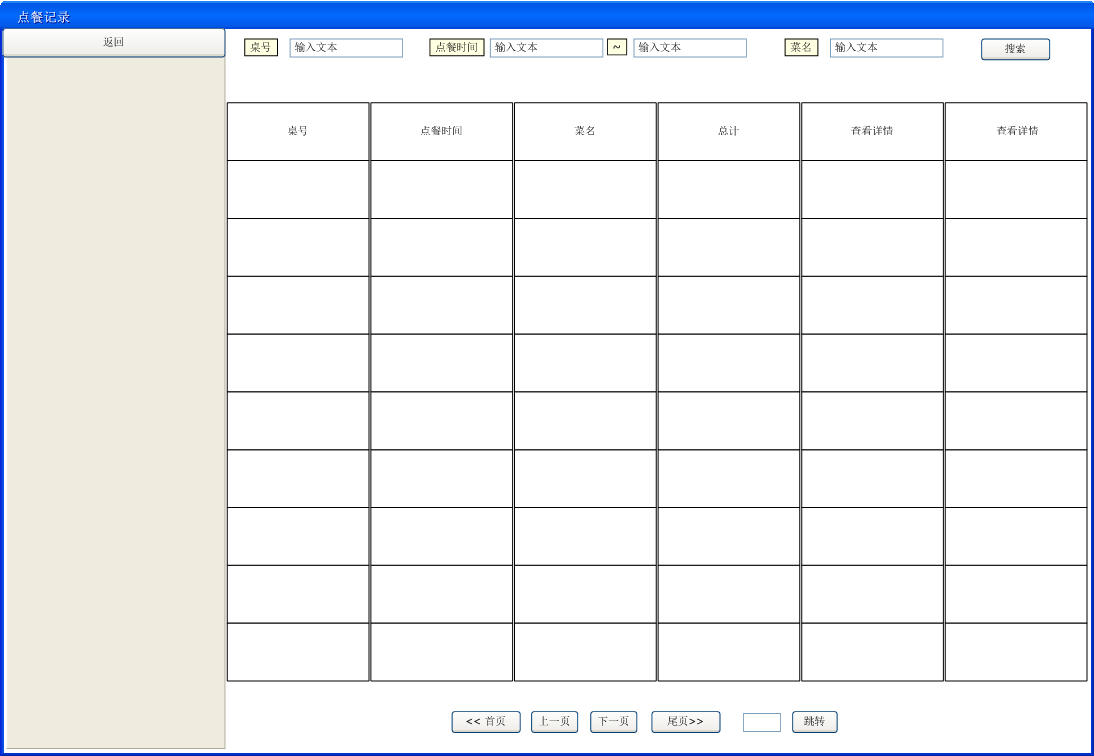 点餐记录
返回
桌号 输入文本 点餐时间 输入文本 ~ 输入文本 菜名 输入文本 搜索
桌号 点餐时间 菜名 总计 查看详情 查看详情
<< 首页 上一页 下一页 尾页>> 跳转